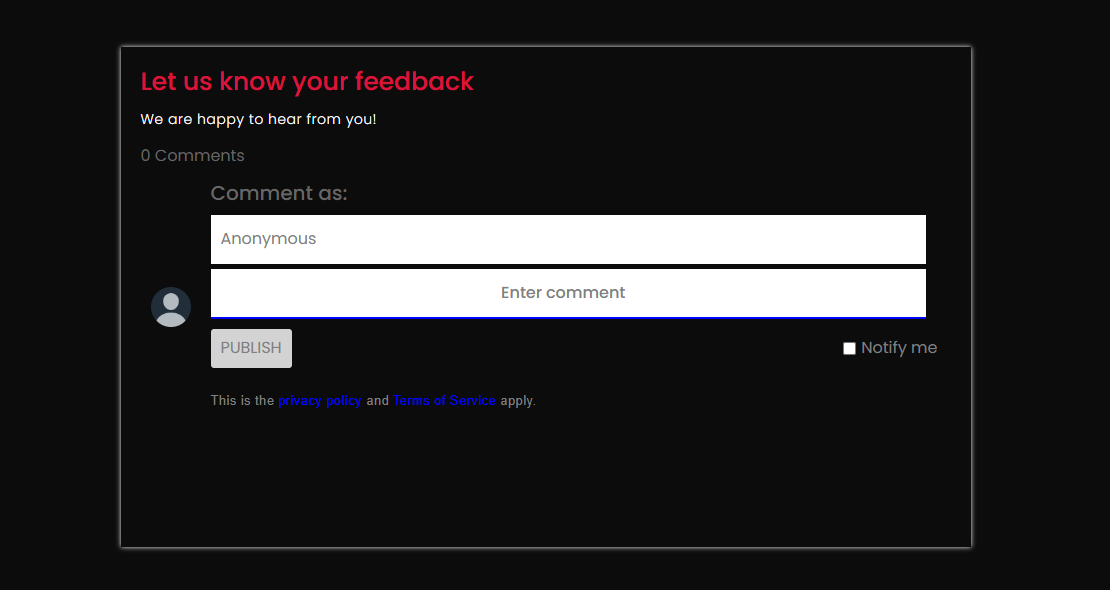 Let us know your feedback
We are happy to hear from you!
0 Comments
Comment as:
Anonymous
Enter comment
PUBLISH
Notify me
This is the privacy policy and Terms of Service apply.